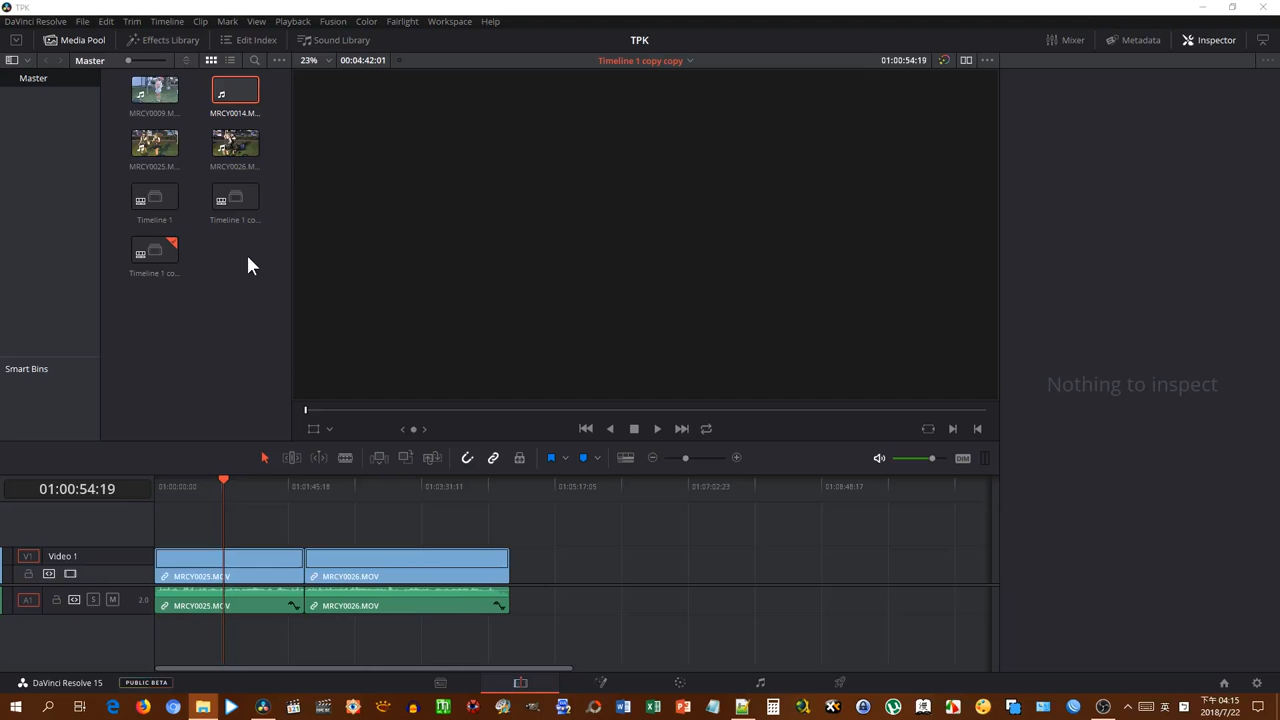 TPK
DaVinci Resolve File Edit Trim Timeline Clip Mark View Playback Fusion Color Fairlight Workspace Help
Media Pool Effects Library Edit Index Sound Library TPK Mixer Metadata Inspector
Master 23% 00:04:42:01 Timeline 1 copy copy 01:00:54:19
Master
MRCY0009.M... MRCY0014.M...
MRCY0025.M... MRCY0026.M...
Timeline 1 Timeline 1 co...
Timeline 1 co...
Smart Bins
Nothing to inspect
DIM
01:00:54:19 01:00:00:00 01:01:45:18 01:03:31:11 01:05:17:05 01:07:02:23 01:08:48:17
V1 Video 1
MRCY0025.MOV MRCY0026.MOV
A1 S M 2.0 MRCY0025.MOV MRCY0026.MOV
DaVinci Resolve 15 PUBLIC BETA
下午 04:15
2018/7/22